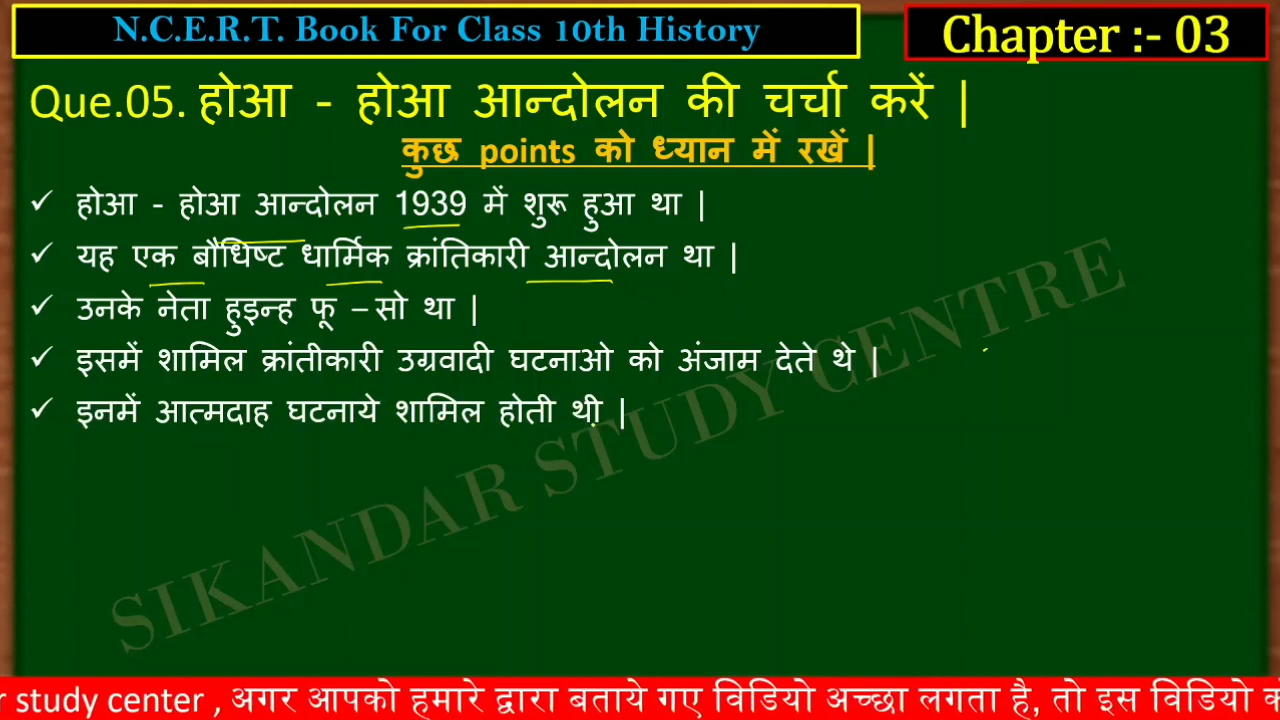 N.C.E.R.T. Book For Class 10th History
Chapter :- 03
Que.05. होआ - होआ आन्दोलन की चर्चा करें |
कुछ points को ध्यान में रखें |
✓ होआ - होआ आन्दोलन 1939 में शुरू हुआ था |
✓ यह एक बौधिष्ट धार्मिक क्रांतिकारी आन्दोलन था |
✓ उनके नेता हुइन्ह फू – सो था |
✓ इसमें शामिल क्रांतीकारी उग्रवादी घटनाओ को अंजाम देते थे |
✓ इनमें आत्मदाह घटनाये शामिल होती थी |
SIKANDAR STUDY CENTRE
r study center , अगर आपको हमारे द्वारा बताये गए विडियो अच्छा लगता है, तो इस विडियो क